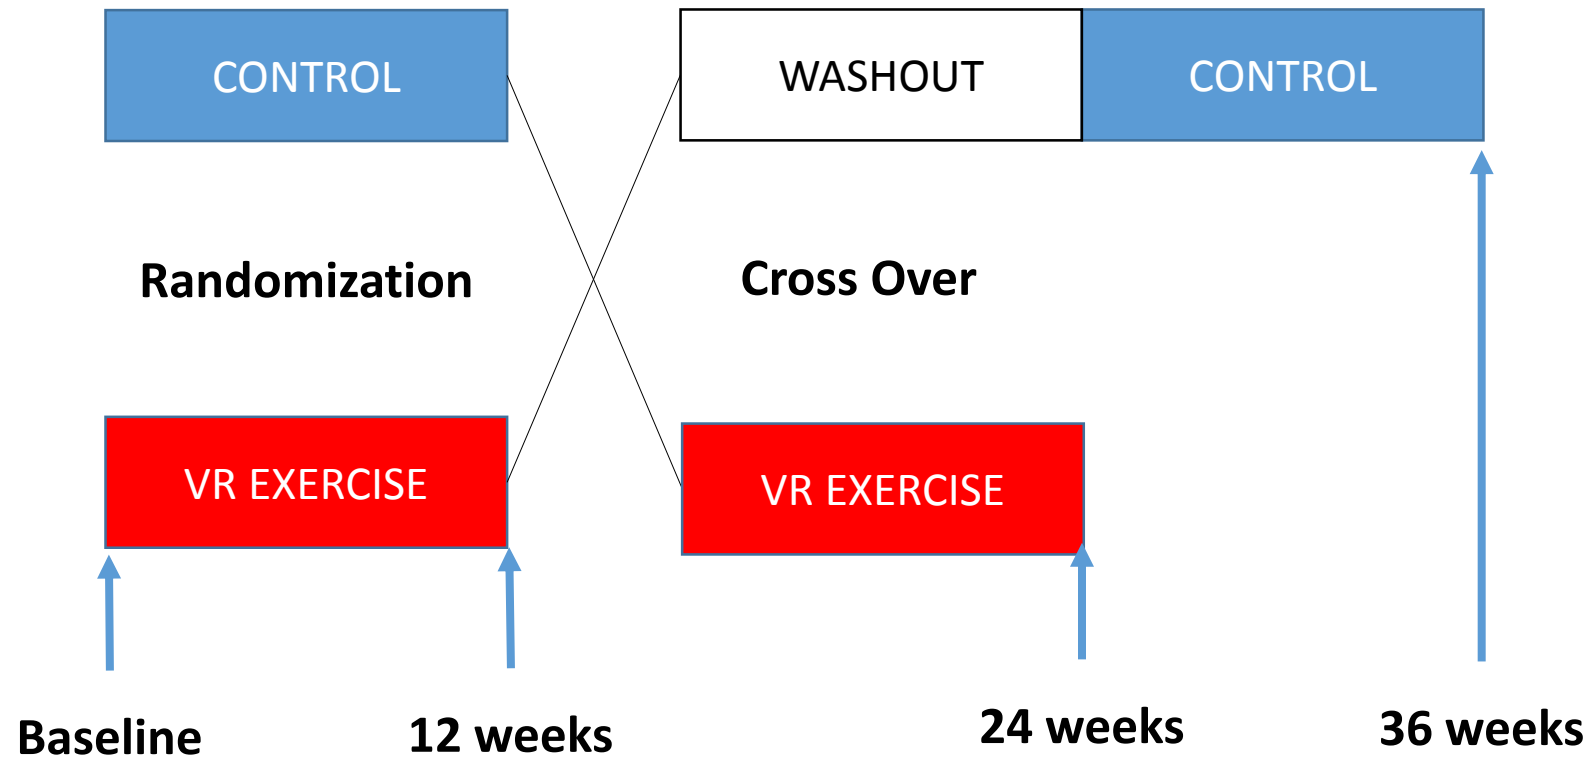 CONTROL
WASHOUT
CONTROL
Randomization
Cross Over
VR EXERCISE
VR EXERCISE
Baseline
12 weeks
24 weeks
36 weeks